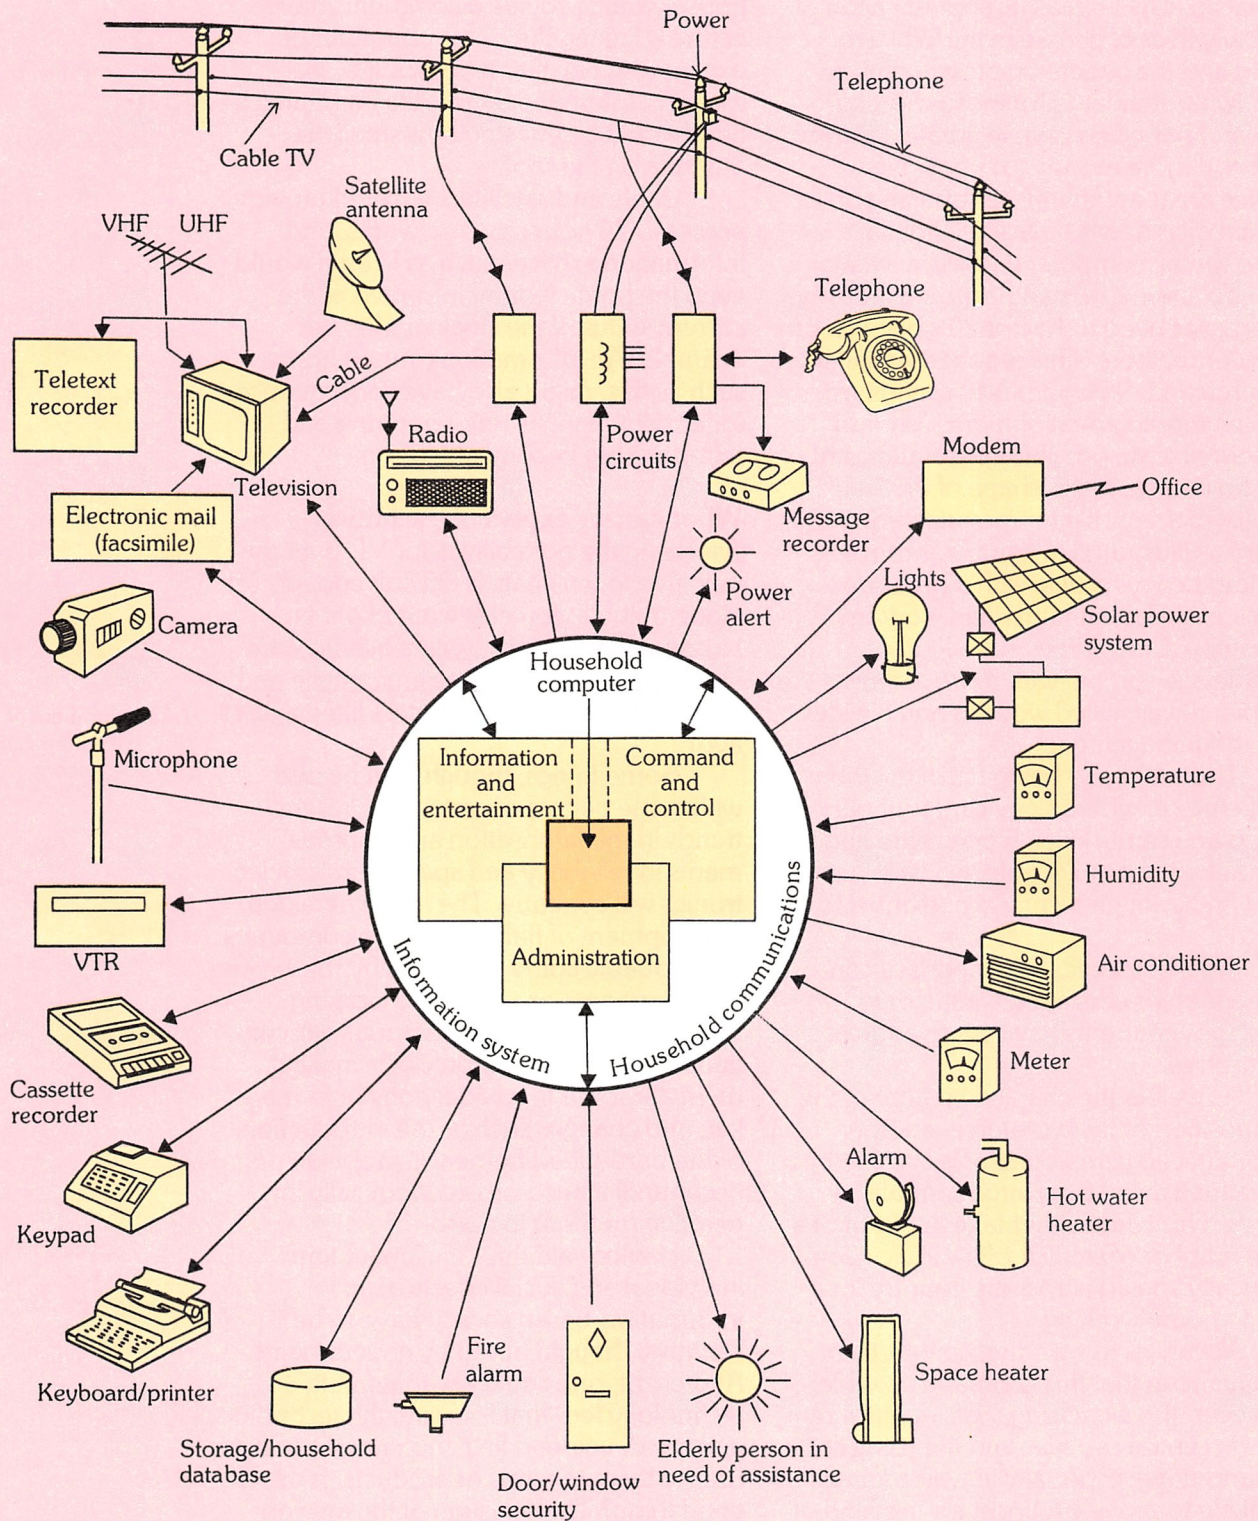 Power
Telephone
Cable TV
Satellite
antenna
VHF UHF
Telephone
Teletext
recorder
Cable
Radio
Power
circuits
Modem
Television
Office
Electronic mail
(facsimile)
Message
recorder
Power
alert
Lights
Solar power
system
Camera
Household
computer
Microphone
Information
and
entertainment
Command
and
control
Temperature
Humidity
VTR
Administration
Air conditioner
Information system
Household communications
Meter
Cassette
recorder
Keypad
Alarm
Hot water
heater
Keyboard/printer
Fire
alarm
Space heater
Storage/household
database
Door/window
security
Elderly person in
need of assistance